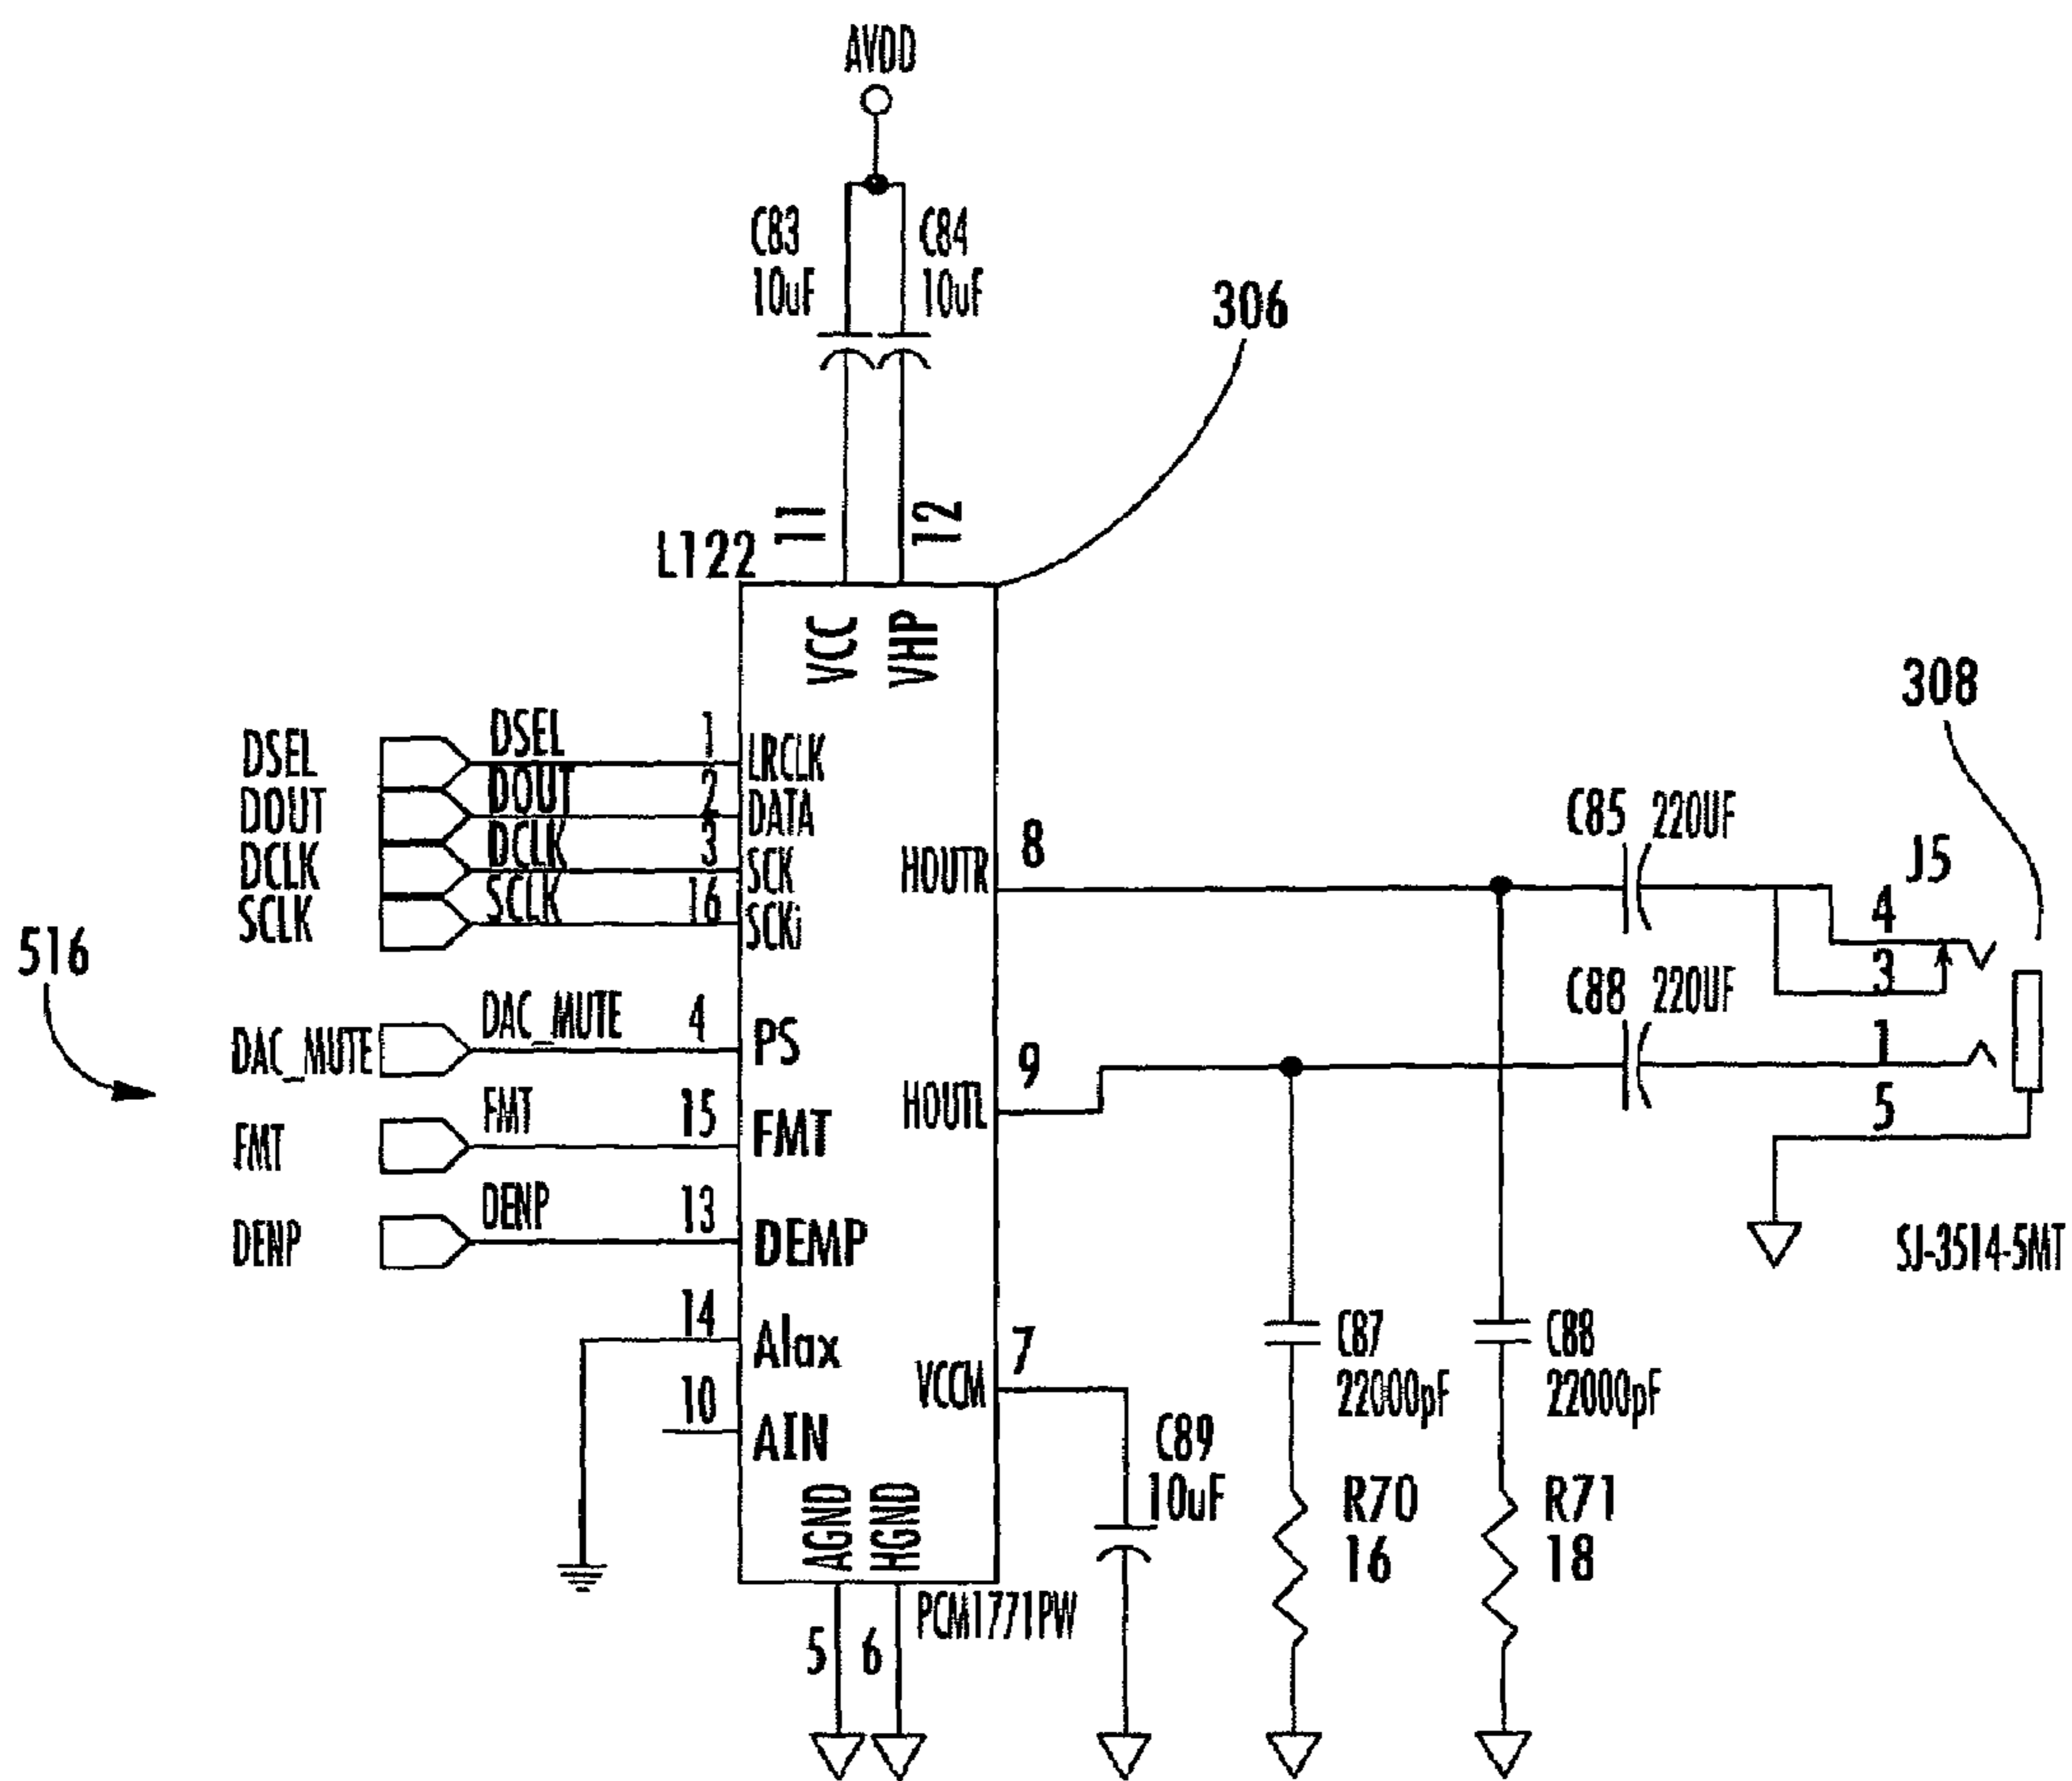 AVDD
C83
10uF
C84
10uF
306
11
12
L122
VCC
VHP
308
DSEL
DSEL
1
LRCLK
DOUT
DOUT
2
DATA
DCLK
DCLK
3
SCK
SCLK
SCLK
16
SCKi
HOUTR
8
C85
220UF
J5
4
3
516
DAC_MUTE
DAC_MUTE
4
PS
C88
220UF
1
5
HOUTL
9
FMT
FMT
15
FMT
DENP
DENP
13
DEMP
SJ-3514-5MT
14
Alax
10
AIN
VCCM
7
C89
10uF
C87
22000pF
C88
22000pF
R70
16
R71
18
AGND
HGND
PCM1771PW
5
6